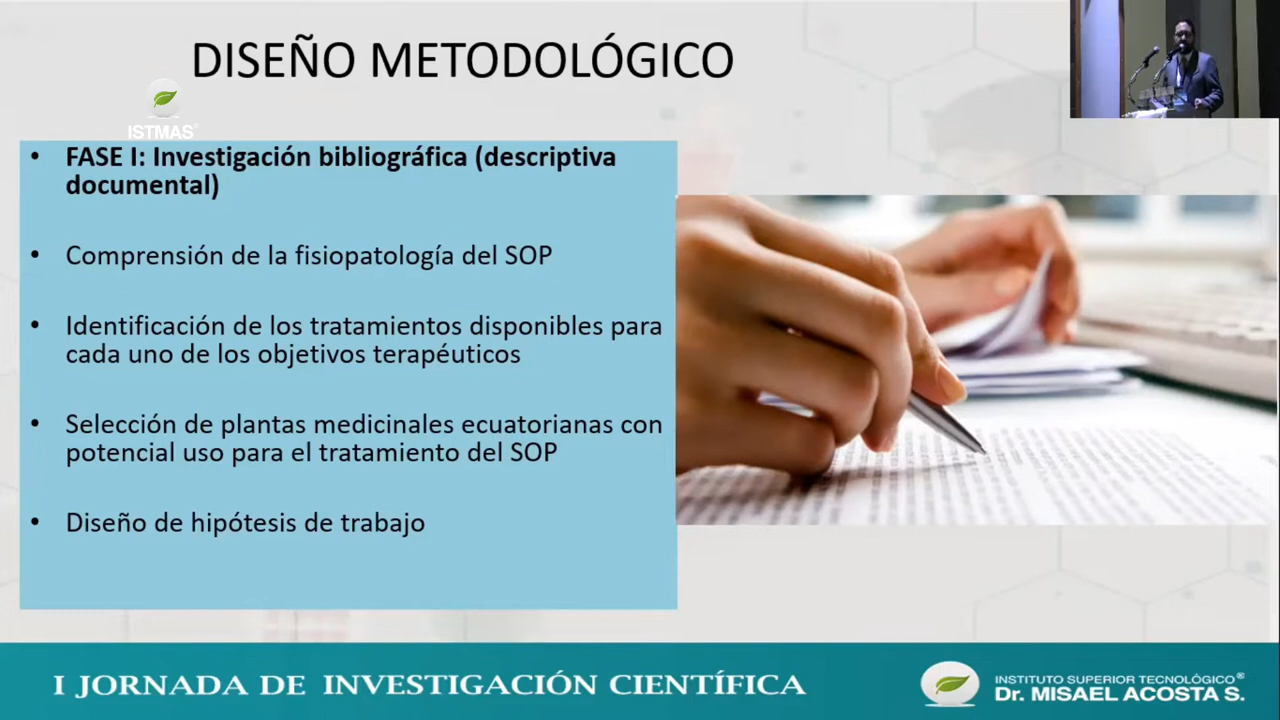 DISEÑO METODOLÓGICO
ISTMAS®
• FASE I: Investigación bibliográfica (descriptiva
documental)
• Comprensión de la fisiopatología del SOP
• Identificación de los tratamientos disponibles para
cada uno de los objetivos terapéuticos
• Selección de plantas medicinales ecuatorianas con
potencial uso para el tratamiento del SOP
• Diseño de hipótesis de trabajo
I JORNADA DE INVESTIGACIÓN CIENTÍFICA
INSTITUTO SUPERIOR TECNOLÓGICO®
Dr. MISAEL ACOSTA S.